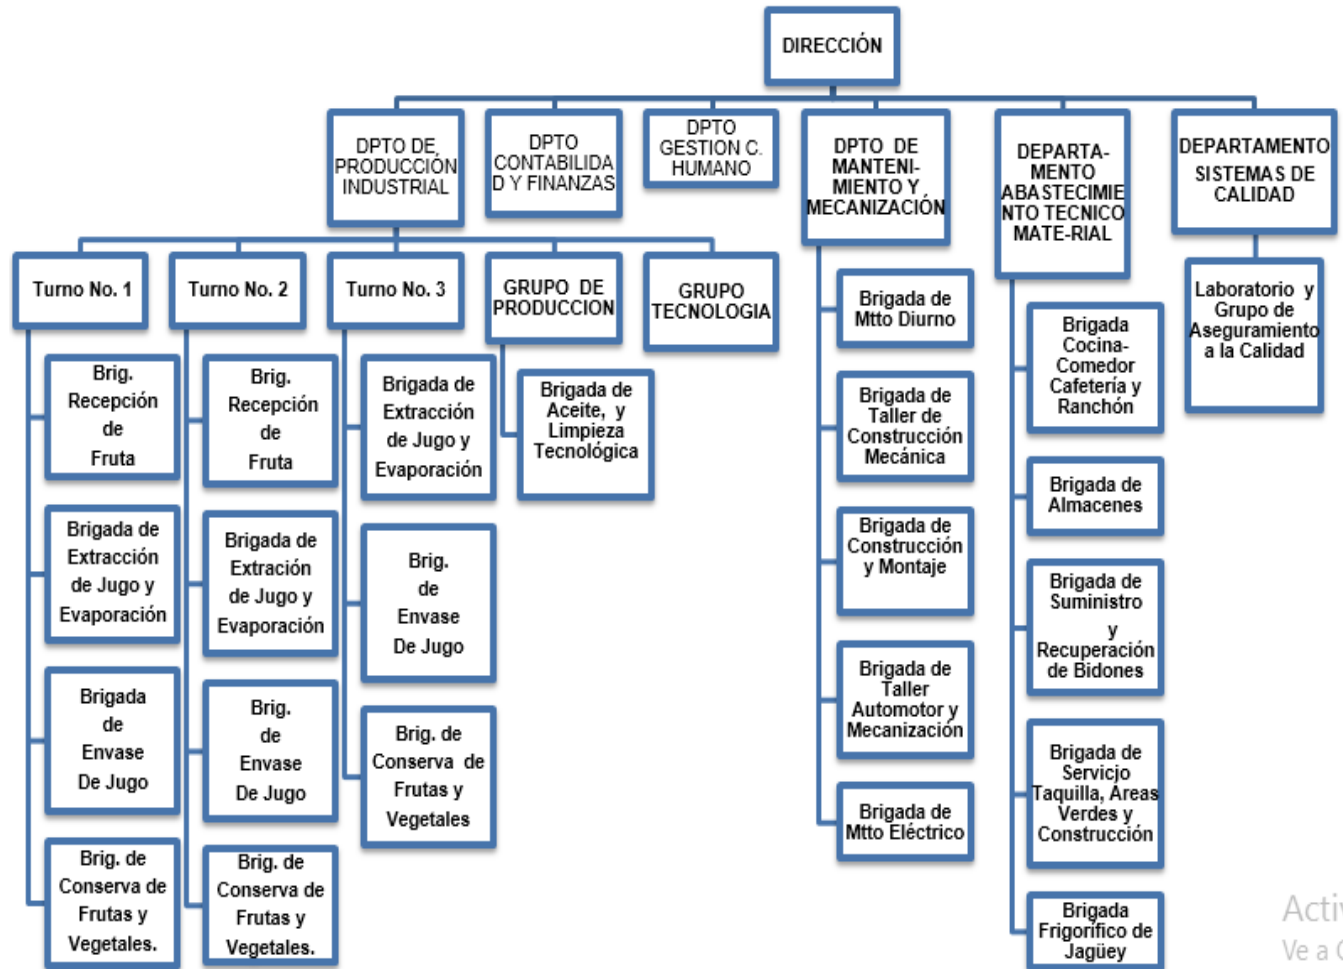 DIRECCIÓN
DPTO DE
PRODUCCIÓN
INDUSTRIAL
DPTO
CONTABILIDA
D Y FINANZAS
DPTO
GESTION C.
HUMANO
DPTO DE
MANTENI-
MIENTO Y
MECANIZACIÓN
DEPARTA-
MENTO
ABASTECIMIE
NTO TECNICO
MATE-RIAL
DEPARTAMENTO
SISTEMAS DE
CALIDAD
Turno No. 1
Turno No. 2
Turno No. 3
GRUPO DE
PRODUCCION
GRUPO
TECNOLOGIA
Brig.
Recepción
de
Fruta
Brigada de
Extracción
de Jugo y
Evaporación
Brigada
de
Envase
De Jugo
Brig. de
Conserva de
Frutas y
Vegetales.
Brig.
Recepción
de
Fruta
Brigada de
Extración
de Jugo y
Evaporación
Brig.
de
Envase
De Jugo
Brig. de
Conserva de
Frutas y
Vegetales.
Brigada de
Extracción
de Jugo y
Evaporación
Brig.
de
Envase
De Jugo
Brig. de
Conserva de
Frutas y
Vegetales
Brigada de
Aceite, y
Limpieza
Tecnológica
Brigada de
Mtto Diurno
Brigada de
Taller de
Construcción
Mecánica
Brigada de
Construcción
y Montaje
Brigada de
Taller
Automotor y
Mecanización
Brigada de
Mtto Eléctrico
Brigada
Cocina-
Comedor
Cafetería y
Ranchón
Brigada de
Almacenes
Brigada de
Suministro
y
Recuperación
de Bidones
Brigada de
Servicio
Taquilla, Áreas
Verdes y
Construcción
Brigada
Frigorífico de
Jagüey
Laboratorio y
Grupo de
Aseguramiento
a la Calidad
Ve a